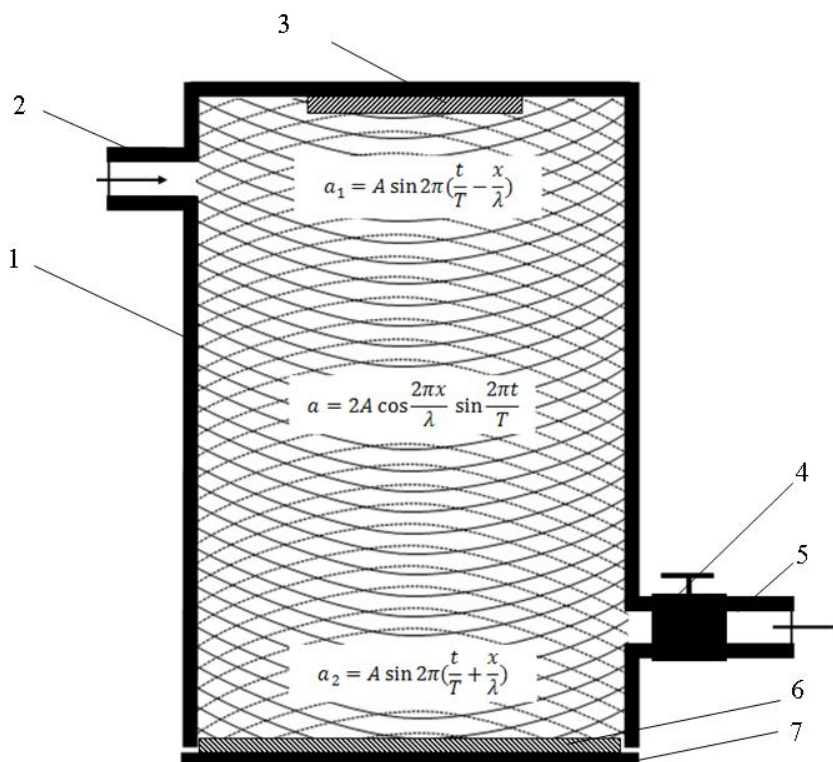 3
2
a₁ = A sin 2π(t/T − x/λ)
1
a = 2A cos 2πx/λ sin 2πt/T
4
5
a₂ = A sin 2π(t/T + x/λ)
6
7